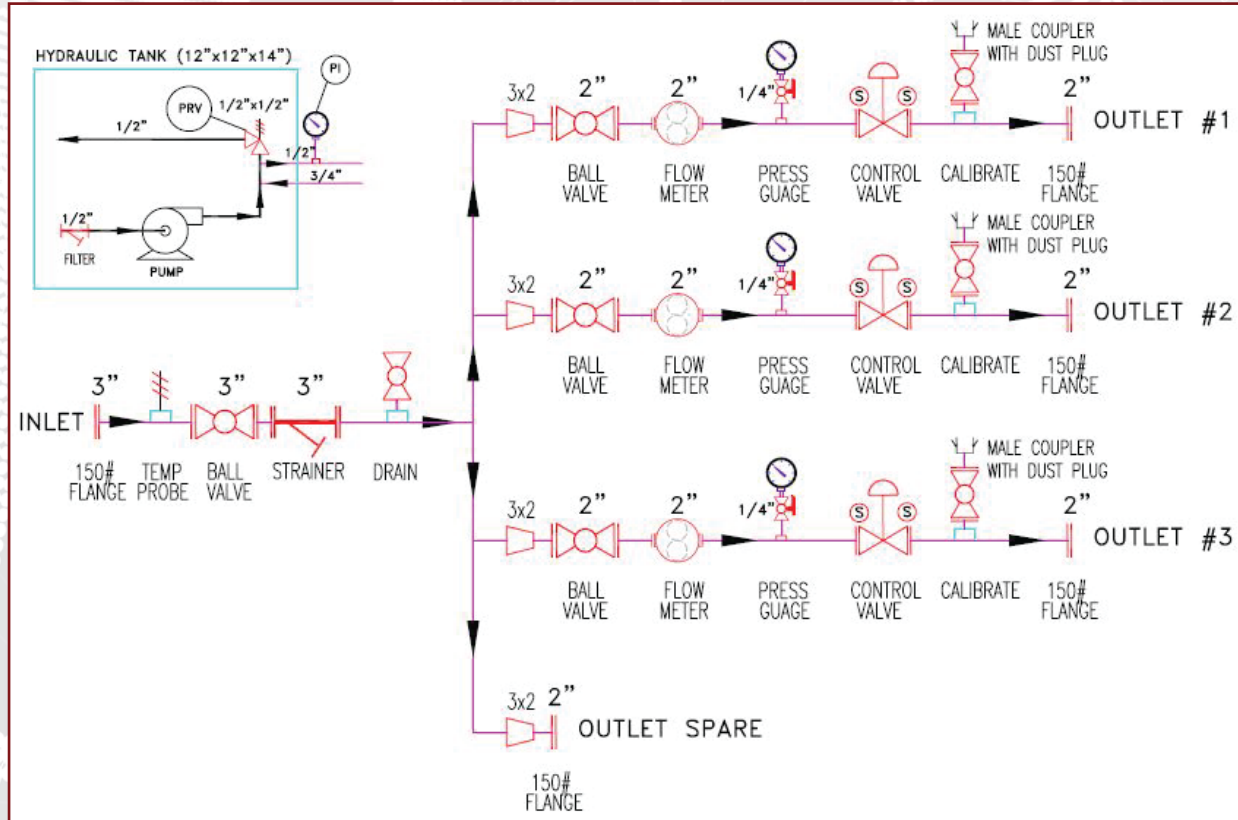 HYDRAULIC TANK (12"x12"x14")
PI
PRV
1/2"x1/2"
1/2"
1/2"
3/4"
1/2"
FILTER
PUMP
3x2
2"
2"
1/4"
S
S
MALE COUPLER
WITH DUST PLUG
2"
OUTLET #1
BALL
VALVE
FLOW
METER
PRESS
GUAGE
CONTROL
VALVE
CALIBRATE
150#
FLANGE
3x2
2"
2"
1/4"
S
S
MALE COUPLER
WITH DUST PLUG
2"
OUTLET #2
BALL
VALVE
FLOW
METER
PRESS
GUAGE
CONTROL
VALVE
CALIBRATE
150#
FLANGE
INLET
3"
3"
3"
150#
FLANGE
TEMP
PROBE
BALL
VALVE
STRAINER
DRAIN
3x2
2"
2"
1/4"
S
S
MALE COUPLER
WITH DUST PLUG
2"
OUTLET #3
BALL
VALVE
FLOW
METER
PRESS
GUAGE
CONTROL
VALVE
CALIBRATE
150#
FLANGE
3x2
2"
OUTLET SPARE
150#
FLANGE